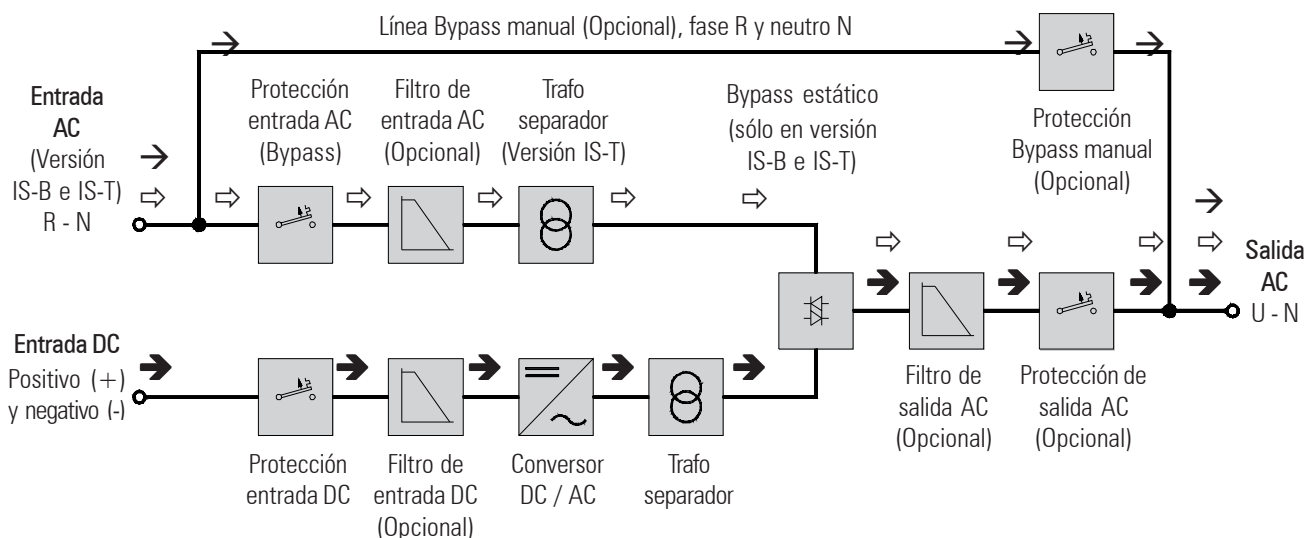 Línea Bypass manual (Opcional), fase R y neutro N
Entrada
AC
(Versión
IS-B e IS-T)
R - N
Protección
entrada AC
(Bypass)
Filtro de
entrada AC
(Opcional)
Trafo
separador
(Versión IS-T)
Bypass estático
(sólo en versión
IS-B e IS-T)
Protección
Bypass manual
(Opcional)
Salida
AC
U - N
Entrada DC
Positivo (+)
y negativo (-)
Protección
entrada DC
Filtro de
entrada DC
(Opcional)
Conversor
DC / AC
Trafo
separador
Filtro de
salida AC
(Opcional)
Protección de
salida AC
(Opcional)